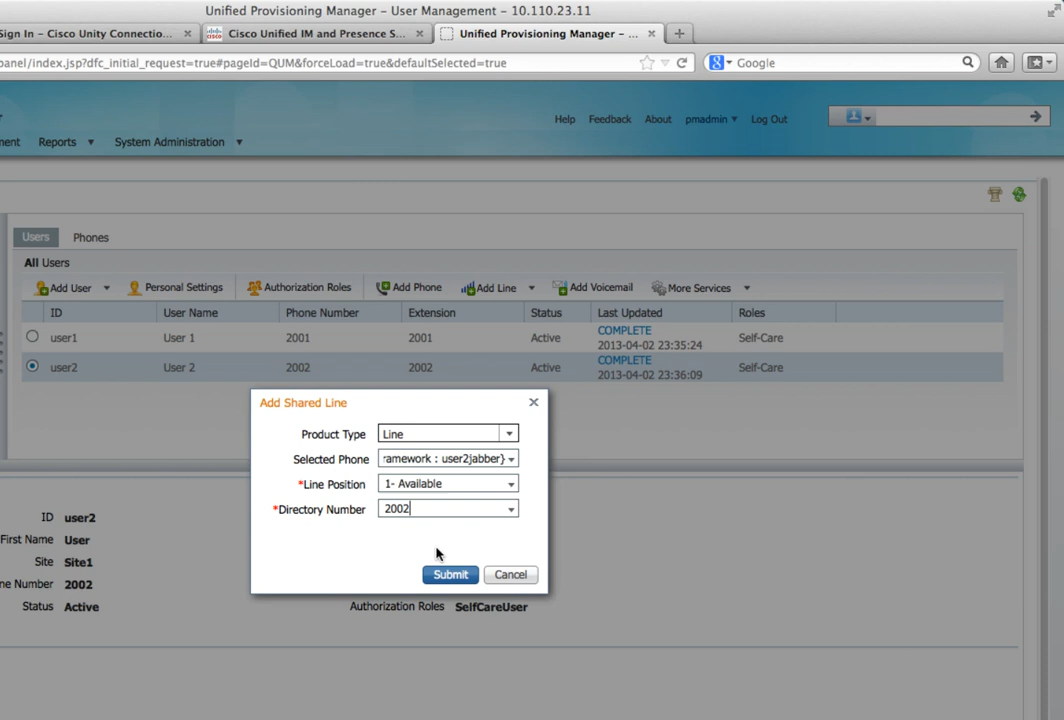 Unified Provisioning Manager – User Management – 10.110.23.11
Sign In – Cisco Unity Connectio... × Cisco Unified IM and Presence S... × Unified Provisioning Manager – ... × +
panel/index.jsp?dfc_initial_request=true#pageId=QUM&forceLoad=true&defaultSelected=true Google
Help Feedback About pmadmin Log Out
ment Reports System Administration
Users Phones
All Users
Add User Personal Settings Authorization Roles Add Phone Add Line Add Voicemail More Services
ID User Name Phone Number Extension Status Last Updated Roles
user1 User 1 2001 2001 Active COMPLETE Self-Care
2013-04-02 23:35:24
user2 User 2 2002 2002 Active COMPLETE Self-Care
2013-04-02 23:36:09
Add Shared Line
Product Type Line
Selected Phone ramework : user2jabber}
*Line Position 1- Available
*Directory Number 2002
Submit Cancel
ID user2
First Name User
Site Site1
ne Number 2002
Status Active
Authorization Roles SelfCareUser